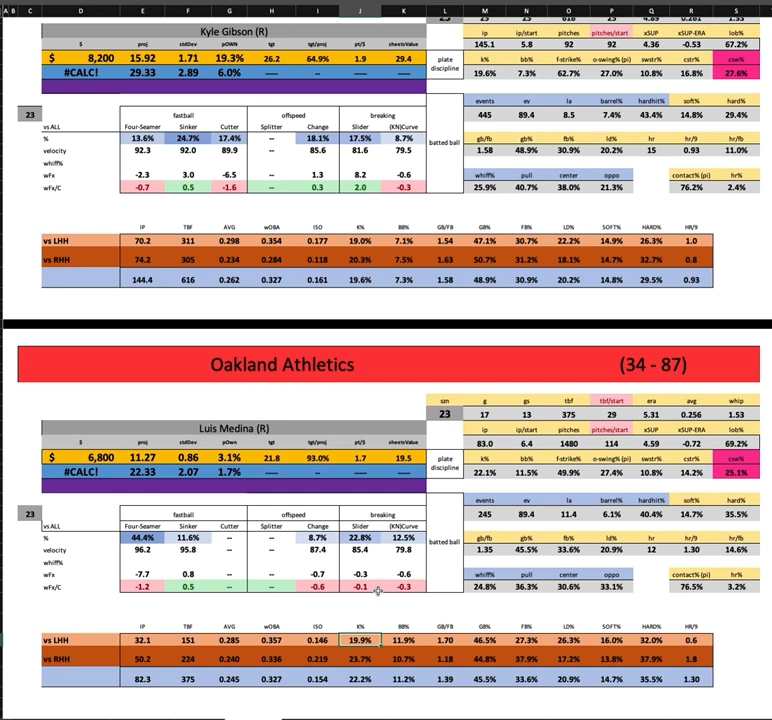 A B C D E F G H I J K L M N O P Q R S
23 25 25 616 25 4.89 0.261 1.33
Kyle Gibson (R)
ip ip/start pitches pitches/start xSUP xSUP-ERA lob%
145.1 5.8 92 92 4.36 -0.53 67.2%
$ proj stdDev pOWN tgt tgt/proj pt/$ sheetsValue
$ 8,200 15.92 1.71 19.3% 26.2 64.9% 1.9 29.4
plate discipline
k% bb% f-strike% o-swing% (pi) swstr% cstr% csw%
#CALC! 29.33 2.89 6.0% ----- -- ----- -----
19.6% 7.3% 62.7% 27.0% 10.8% 16.8% 27.6%
events ev la barrel% hardhit% soft% hard%
23 fastball offspeed breaking
445 89.4 8.5 7.4% 43.4% 14.8% 29.4%
vs ALL Four-Seamer Sinker Cutter Splitter Change Slider (KN)Curve
% 13.6% 24.7% 17.4% -- 18.1% 17.5% 8.7%
batted ball
gb/fb gb% fb% ld% hr hr/9 hr/fb
velocity 92.3 92.0 89.9 -- 85.6 81.6 79.5
1.58 48.9% 30.9% 20.2% 15 0.93 11.0%
whiff%
wFx -2.3 3.0 -6.5 -- 1.3 8.2 -0.6
whiff% pull center oppo contact% (pi) hr%
wFx/C -0.7 0.5 -1.6 -- 0.3 2.0 -0.3
25.9% 40.7% 38.0% 21.3% 76.2% 2.4%
IP TBF AVG wOBA ISO K% BB% GB/FB GB% FB% LD% SOFT% HARD% HR/9
vs LHH 70.2 311 0.298 0.354 0.177 19.0% 7.1% 1.54 47.1% 30.7% 22.2% 14.9% 26.3% 1.0
vs RHH 74.2 305 0.234 0.284 0.118 20.3% 7.5% 1.63 50.7% 31.2% 18.1% 14.7% 32.7% 0.8
144.4 616 0.262 0.327 0.161 19.6% 7.3% 1.58 48.9% 30.9% 20.2% 14.8% 29.5% 0.93
Oakland Athletics (34 - 87)
sm g gs tbf tbf/start era avg whip
23 17 13 375 29 5.31 0.256 1.53
Luis Medina (R)
ip ip/start pitches pitches/start xSUP xSUP-ERA lob%
$ proj stdDev pOwn tgt tgt/proj pt/$ sheetsValue
83.0 6.4 1480 114 4.59 -0.72 69.2%
$ 6,800 11.27 0.86 3.1% 21.8 93.0% 1.7 19.5
plate discipline
k% bb% f-strike% o-swing% (pi) swstr% cstr% csw%
#CALC! 22.33 2.07 1.7% ----- -- ----- -----
22.1% 11.5% 49.9% 27.4% 10.8% 14.2% 25.1%
events ev la barrel% hardhit% soft% hard%
23 fastball offspeed breaking
245 89.4 11.4 6.1% 40.4% 14.7% 35.5%
vs ALL Four-Seamer Sinker Cutter Splitter Change Slider (KN)Curve
% 44.4% 11.6% -- -- 8.7% 22.8% 12.5%
batted ball
gb/fb gb% fb% ld% hr hr/9 hr/fb
velocity 96.2 95.8 -- -- 87.4 85.4 79.8
1.35 45.5% 33.6% 20.9% 12 1.30 14.6%
whiff%
wFx -7.7 0.8 -- -- -0.7 -0.3 -0.6
whiff% pull center oppo contact% (pi) hr%
wFx/C -1.2 0.5 -- -- -0.6 -0.1 -0.3
24.8% 36.3% 30.6% 33.1% 76.5% 3.2%
IP TBF AVG wOBA ISO K% BB% GB/FB GB% FB% LD% SOFT% HARD% HR/9
vs LHH 32.1 151 0.285 0.357 0.146 19.9% 11.9% 1.70 46.5% 27.3% 26.3% 16.0% 32.0% 0.6
vs RHH 50.2 224 0.240 0.336 0.219 23.7% 10.7% 1.18 44.8% 37.9% 17.2% 13.8% 37.9% 1.8
82.3 375 0.245 0.327 0.154 22.2% 11.2% 1.39 45.5% 33.6% 20.9% 14.7% 35.5% 1.30